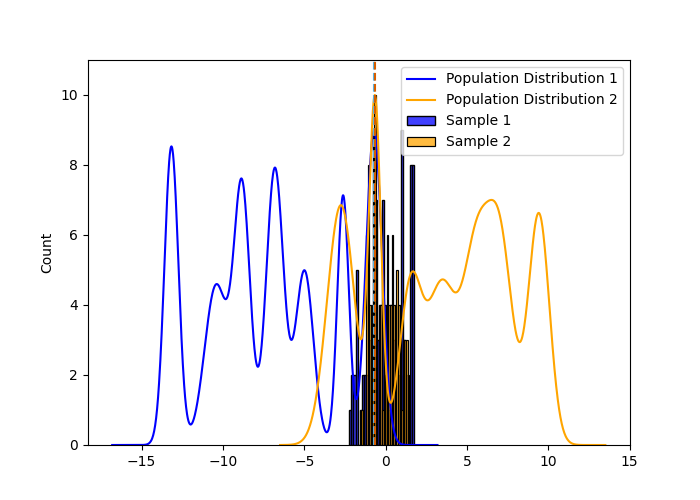 Population Distribution 1
Population Distribution 2
Sample 1
Sample 2
Count
10
8
6
4
2
0
−15 −10 −5 0 5 10 15